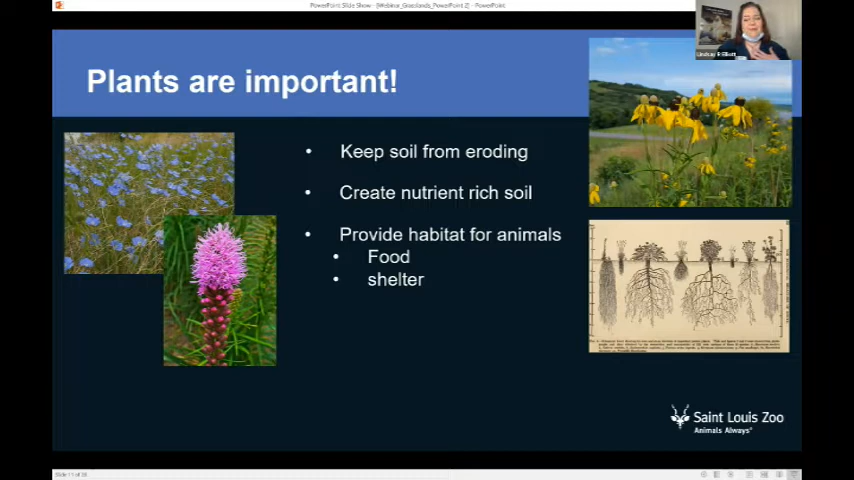 PowerPoint Slide Show - [Webinar_Grasslands_PowerPoint 2] - PowerPoint
Lindsay R Elliott
Plants are important!
• Keep soil from eroding
• Create nutrient rich soil
• Provide habitat for animals
• Food
• shelter
Saint Louis Zoo
Animals Always®